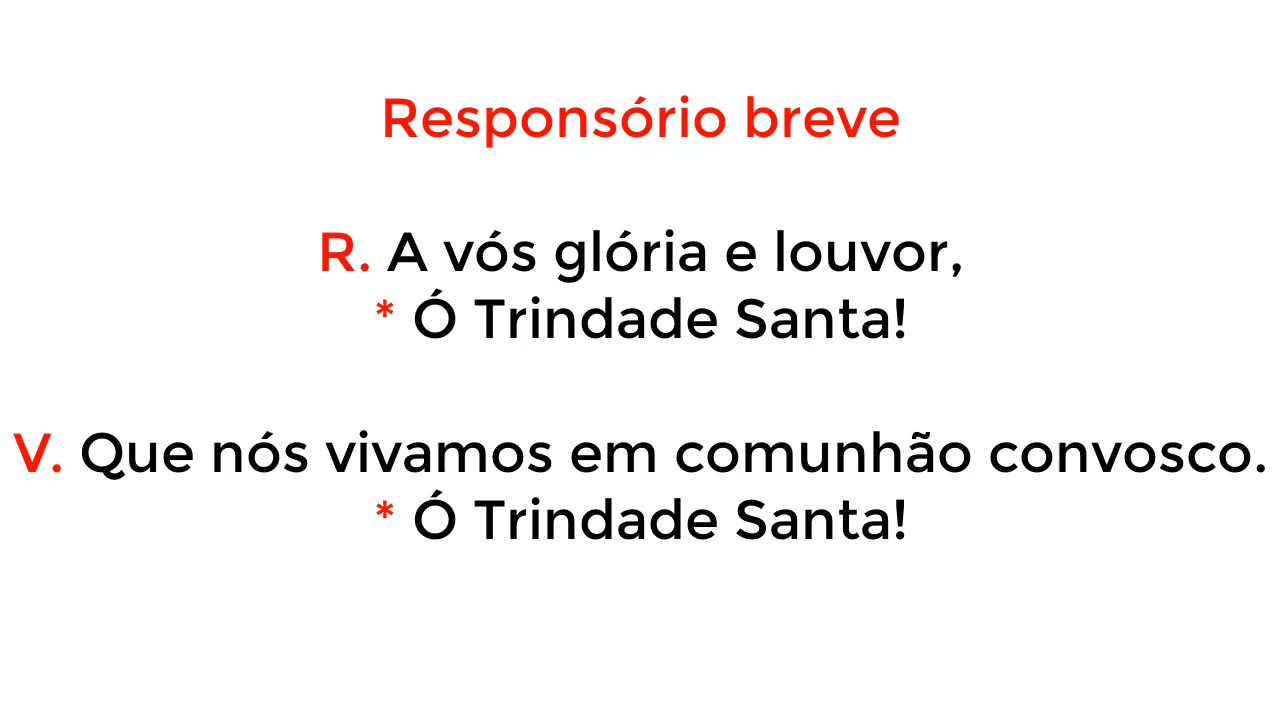 Responsório breve
R. A vós glória e louvor,
* Ó Trindade Santa!
V. Que nós vivamos em comunhão convosco.
* Ó Trindade Santa!